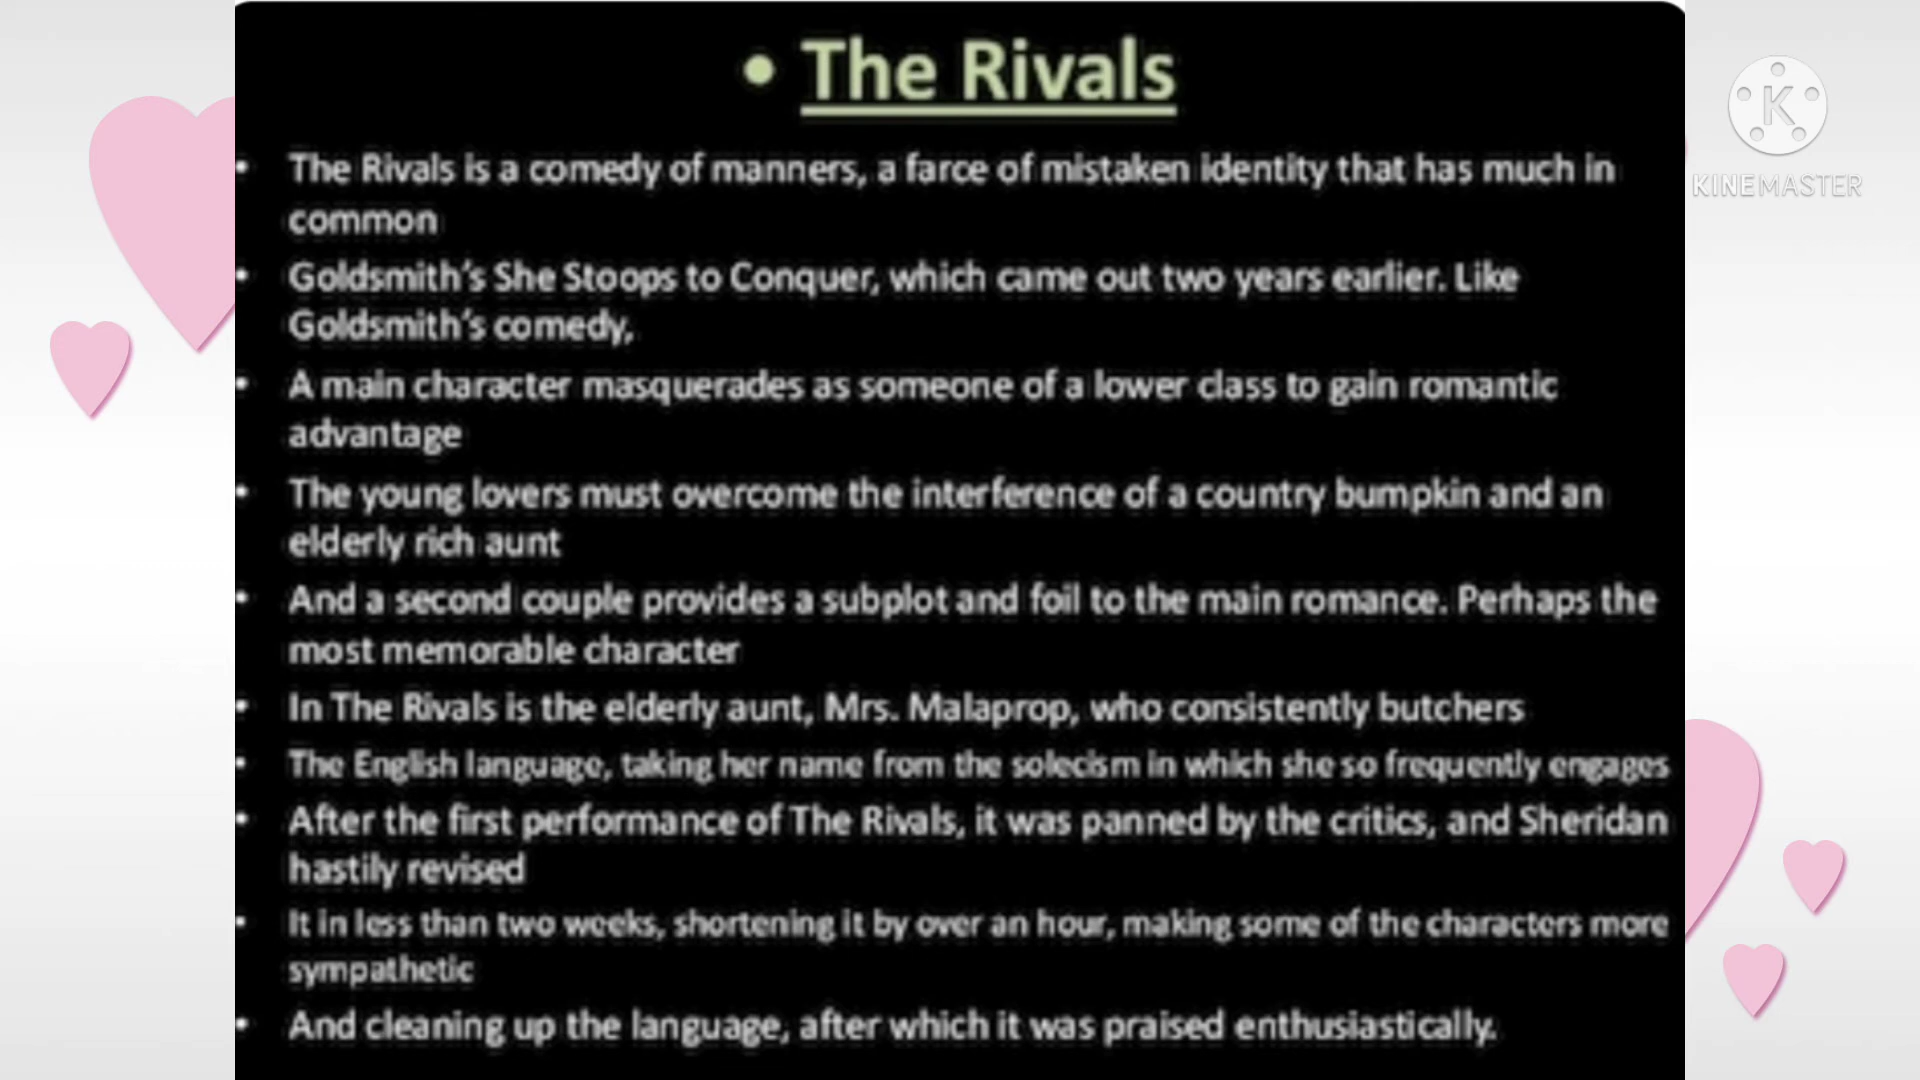 • The Rivals
• The Rivals is a comedy of manners, a farce of mistaken identity that has much in
common
• Goldsmith's She Stoops to Conquer, which came out two years earlier. Like
Goldsmith's comedy,
• A main character masquerades as someone of a lower class to gain romantic
advantage
• The young lovers must overcome the interference of a country bumpkin and an
elderly rich aunt
• And a second couple provides a subplot and foil to the main romance. Perhaps the
most memorable character
• In The Rivals is the elderly aunt, Mrs. Malaprop, who consistently butchers
• The English language, taking her name from the solecism in which she so frequently engages
• After the first performance of The Rivals, it was panned by the critics, and Sheridan
hastily revised
• It in less than two weeks, shortening it by over an hour, making some of the characters more
sympathetic
• And cleaning up the language, after which it was praised enthusiastically.
K
KINEMASTER